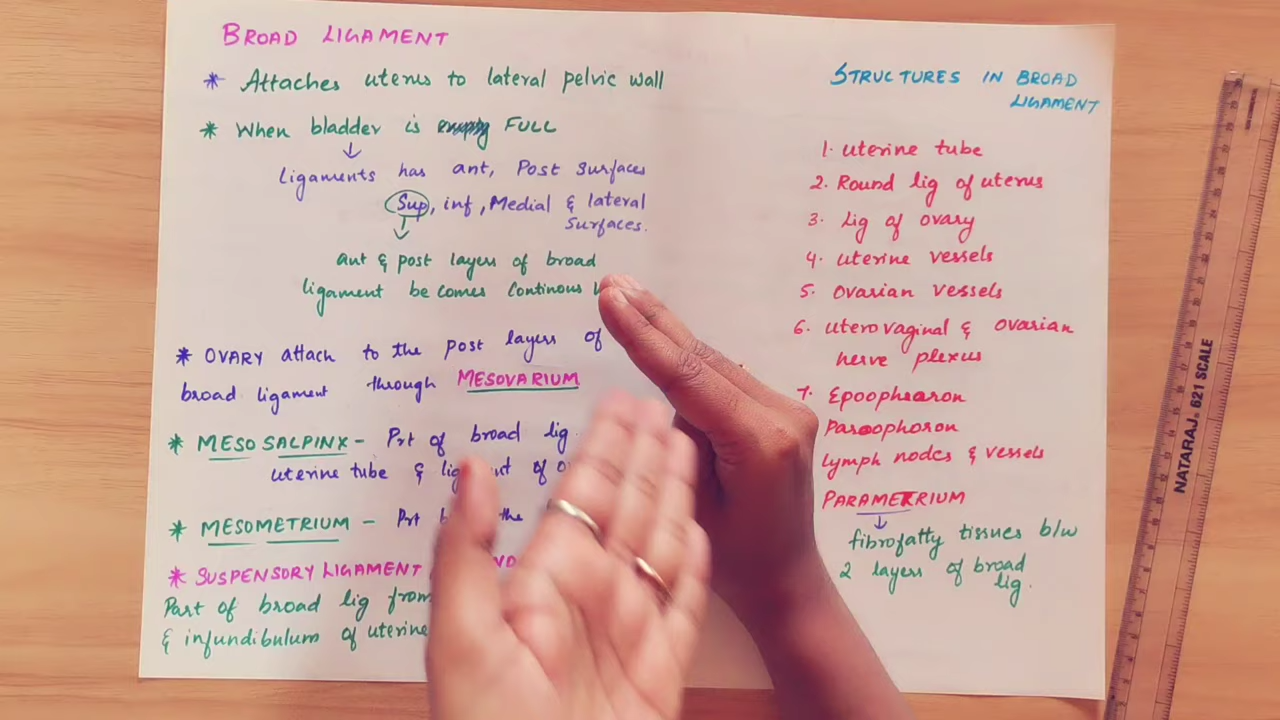 BROAD LIGAMENT
* Attaches uterus to lateral pelvic wall
* When bladder is FULL
Ligaments has ant, Post surfaces
Sup, inf, Medial & lateral
Surfaces.
ant & post layers of broad
ligament becomes Continous
* OVARY attach to the post layers of
broad ligament through MESOVARIUM
* MESO SALPINX - Prt of broad lig.
uterine tube &
* MESOMETRIUM - Prt
* SUSPENSORY LIGAMENT
Part of broad lig from
& infundibulum of uterine
STRUCTURES IN BROAD
LIGAMENT
1. uterine tube
2. Round lig of uterus
3. Lig of ovary
4. uterine vessels
5. Ovarian vessels
6. uterovaginal & ovarian
nerve plexus
7. Epoophoron
Paroophoron
lymph nodes & vessels
PARAMETRIUM
fibrofatty tissues b/w
2 layers of broad
lig.
NATARAJ 621 SCALE